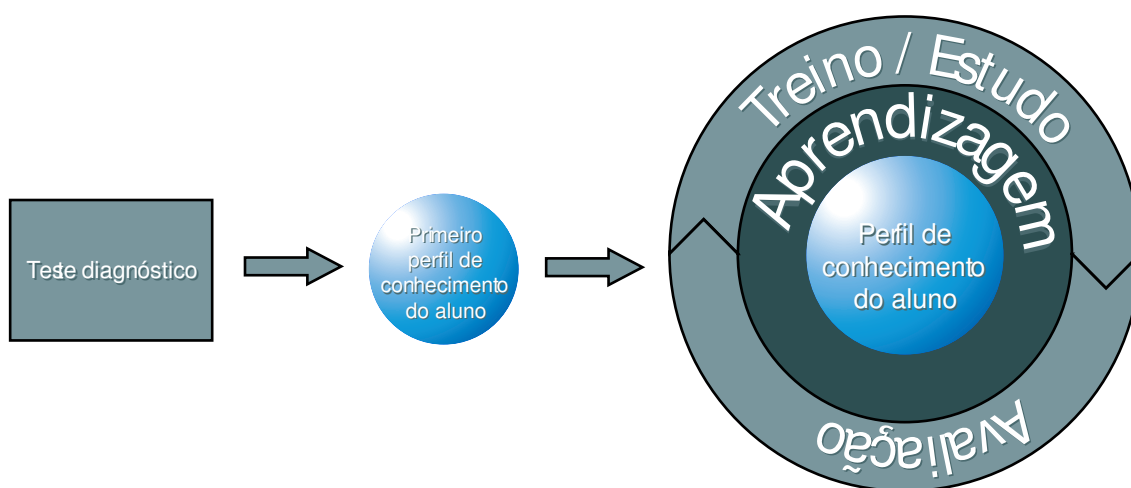 Teste diagnóstico
Primeiro
perfil de
conhecimento
do aluno
Treino / Estudo
Aprendizagem
Perfil de
conhecimento
do aluno
Avaliação